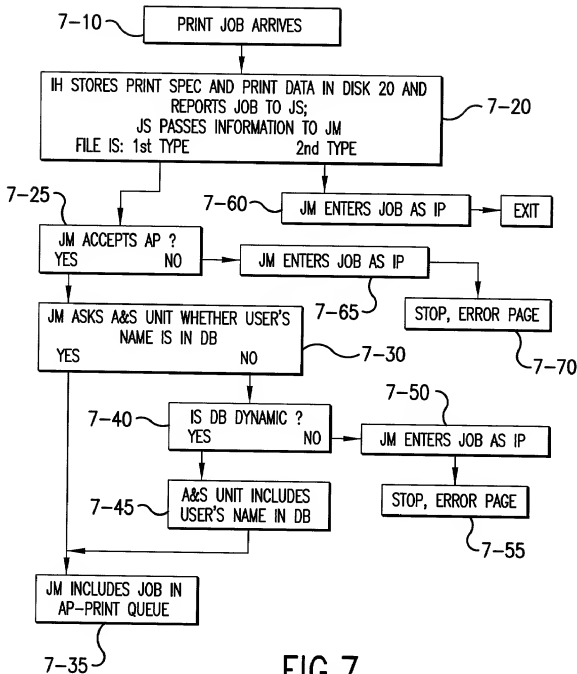 7-10
PRINT JOB ARRIVES
IH STORES PRINT SPEC AND PRINT DATA IN DISK 20 AND
REPORTS JOB TO JS;
JS PASSES INFORMATION TO JM
FILE IS: 1st TYPE 2nd TYPE
7-20
7-60
JM ENTERS JOB AS IP
EXIT
7-25
JM ACCEPTS AP ?
YES NO
JM ENTERS JOB AS IP
7-65
STOP, ERROR PAGE
7-70
JM ASKS A&S UNIT WHETHER USER'S
NAME IS IN DB
YES NO
7-30
7-40
IS DB DYNAMIC ?
YES NO
7-50
JM ENTERS JOB AS IP
7-45
A&S UNIT INCLUDES
USER'S NAME IN DB
STOP, ERROR PAGE
7-55
JM INCLUDES JOB IN
AP-PRINT QUEUE
7-35
FIG 7